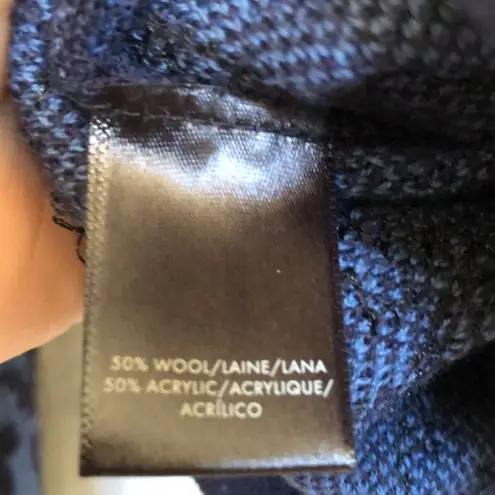 50% WOOL/LAINE/LANA
50% ACRYLIC/ACRYLIQUE/
ACRÍLICO